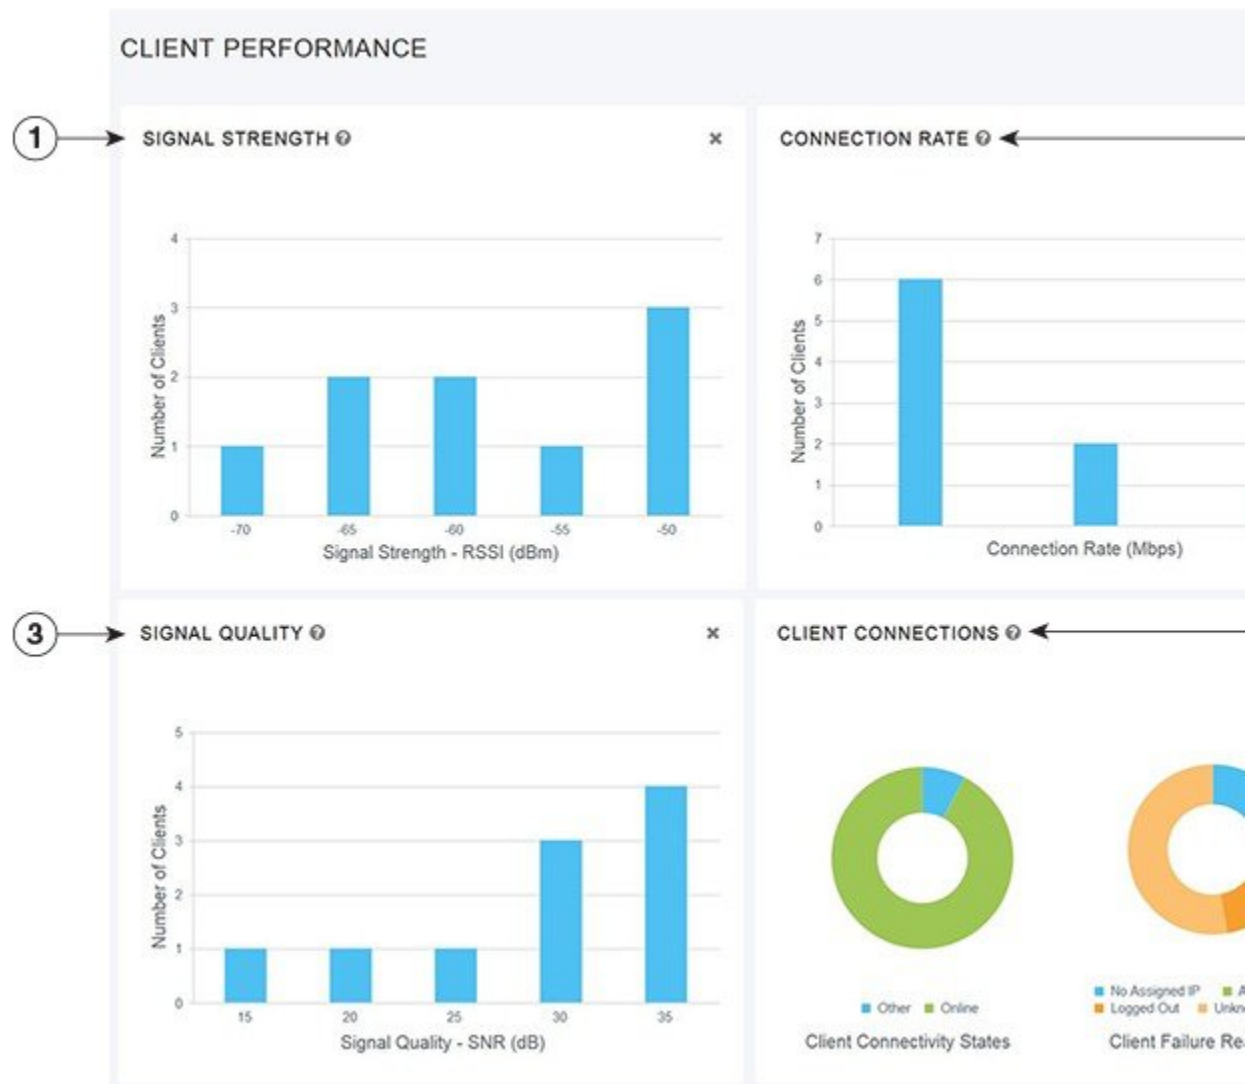 CLIENT PERFORMANCE
1
SIGNAL STRENGTH
CONNECTION RATE
4
3
2
1
0
Number of Clients
-70 -65 -60 -55 -50
Signal Strength - RSSI (dBm)
7
6
5
4
3
2
1
0
Number of Clients
Connection Rate (Mbps)
3
SIGNAL QUALITY
CLIENT CONNECTIONS
5
4
3
2
1
0
Number of Clients
15 20 25 30 35
Signal Quality - SNR (dB)
Other Online
Client Connectivity States
No Assigned IP
Logged Out
Client Failure